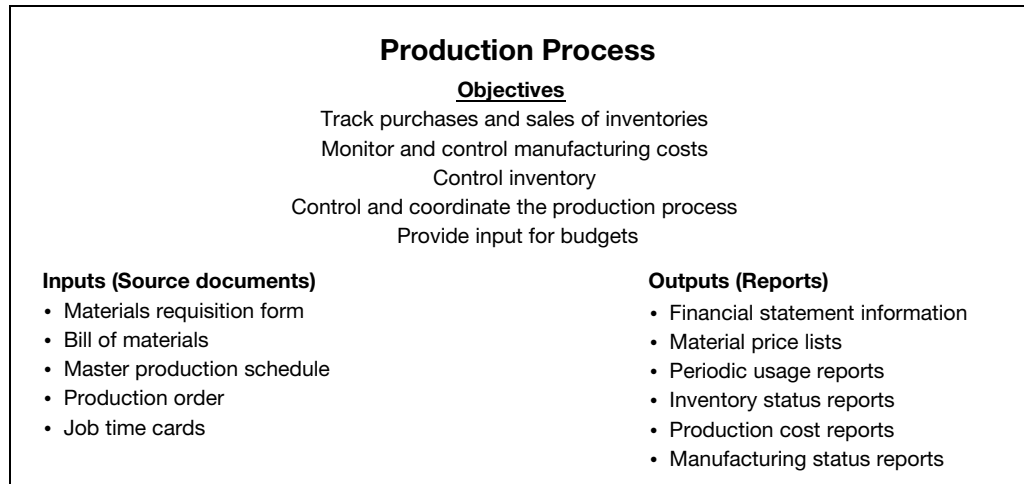 Production Process
Objectives
Track purchases and sales of inventories
Monitor and control manufacturing costs
Control inventory
Control and coordinate the production process
Provide input for budgets
Inputs (Source documents)
• Materials requisition form
• Bill of materials
• Master production schedule
• Production order
• Job time cards
Outputs (Reports)
• Financial statement information
• Material price lists
• Periodic usage reports
• Inventory status reports
• Production cost reports
• Manufacturing status reports